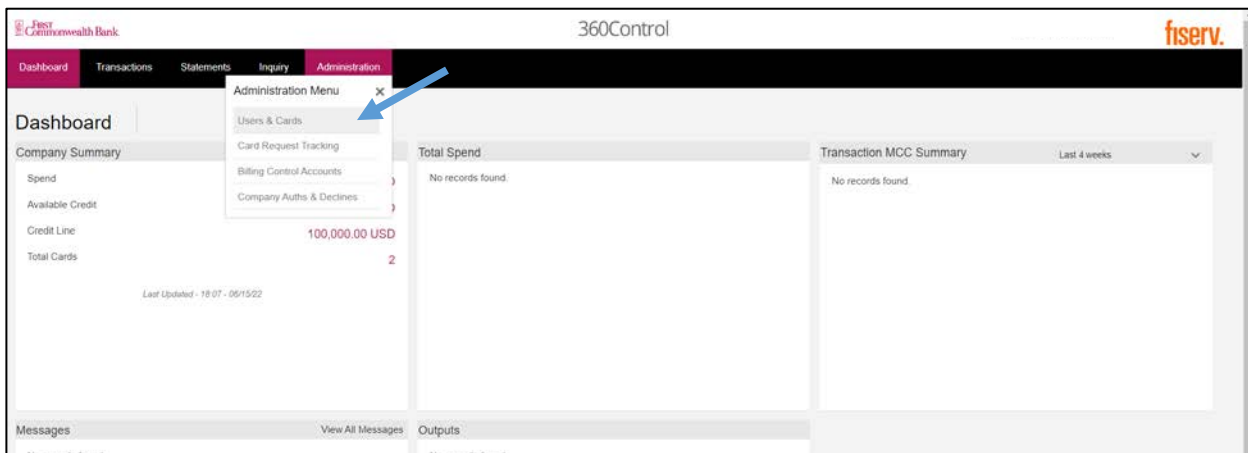 FIRST
Commonwealth Bank
360Control
fiserv.
Dashboard Transactions Statements Inquiry Administration
Administration Menu ×
Users & Cards
Card Request Tracking
Billing Control Accounts
Company Auths & Declines
Dashboard
Company Summary
Spend
Available Credit
Credit Line 100,000.00 USD
Total Cards 2
Last Updated - 18:07 - 06/15/22
Total Spend
No records found.
Transaction MCC Summary Last 4 weeks
No records found.
Messages View All Messages
Outputs